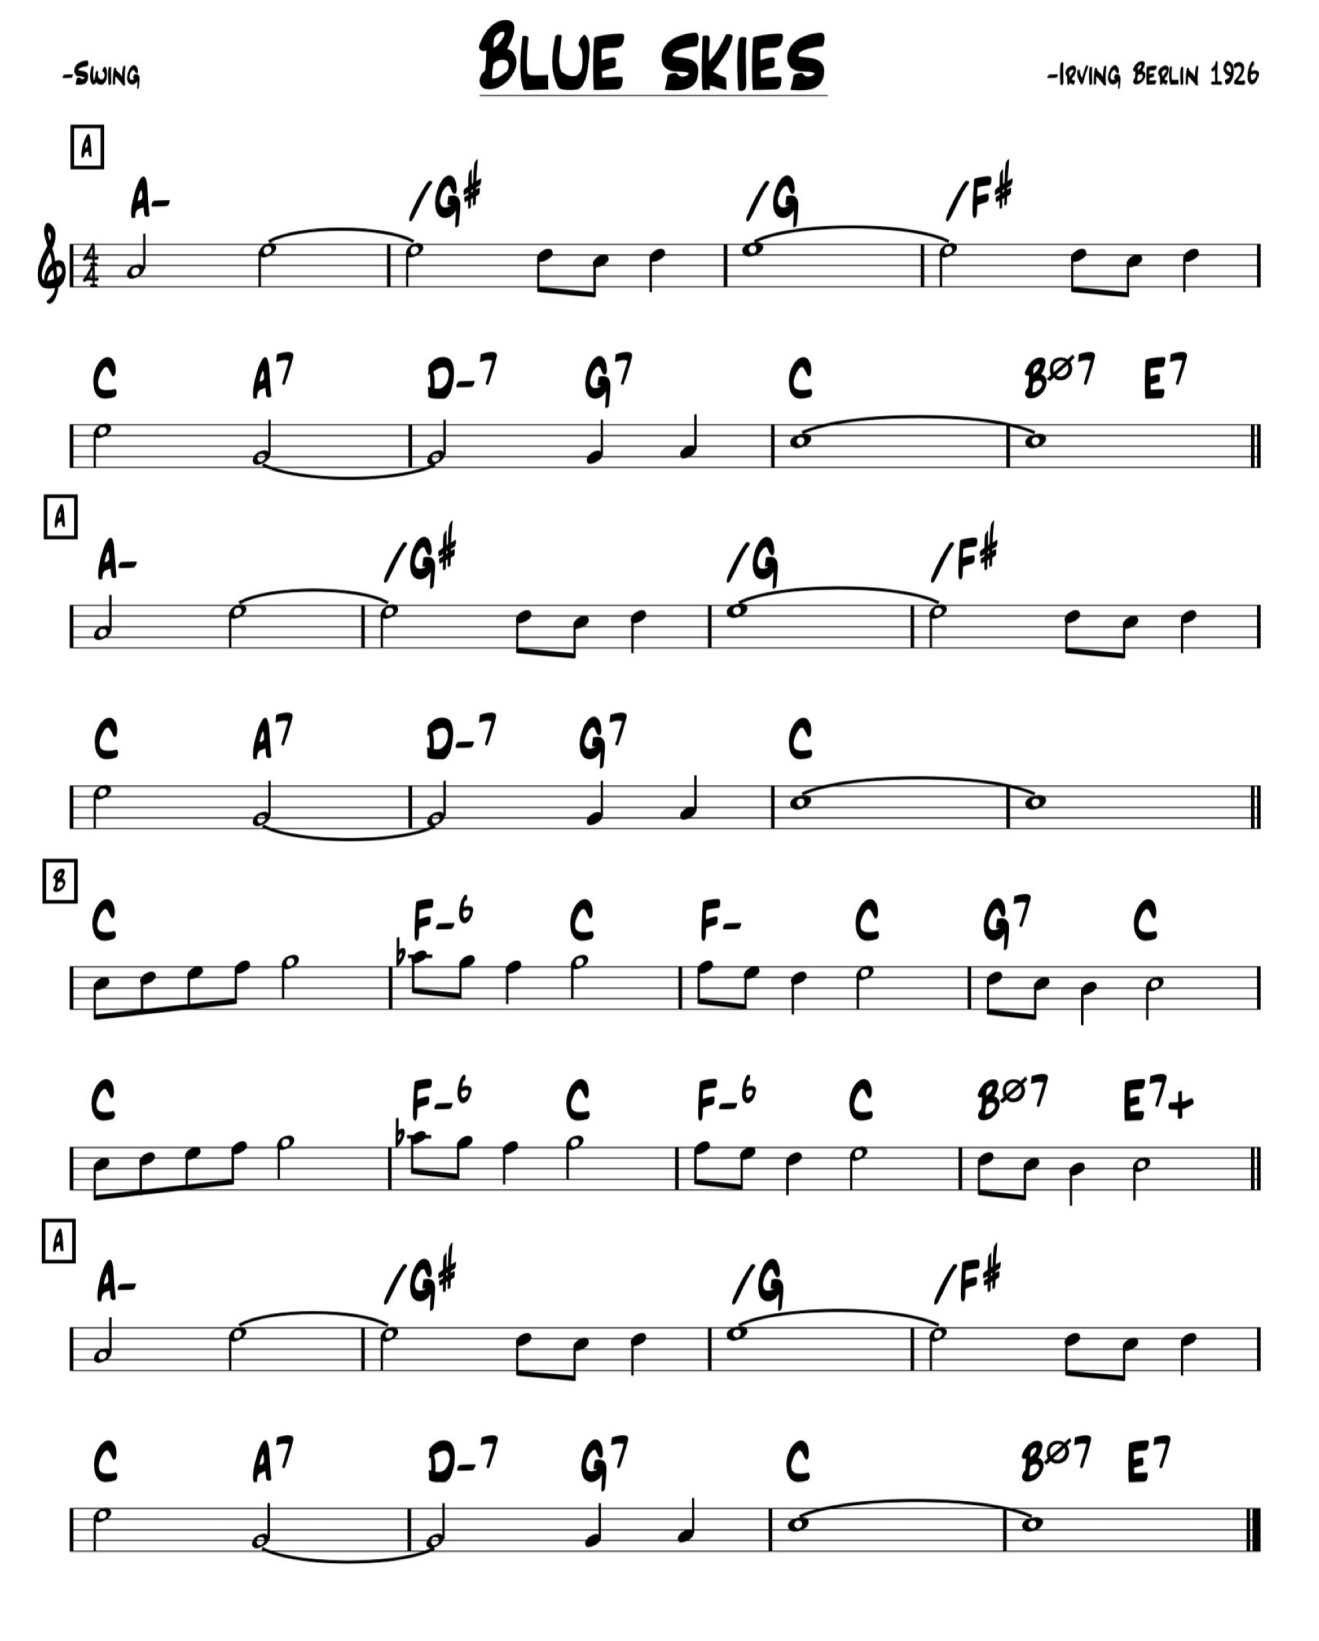 BLUE SKIES
-SWING
-IRVING BERLIN 1926
A
A- /G# /G /F#
4
4
C A7 D-7 G7 C Bø7 E7
A
A- /G# /G /F#
C A7 D-7 G7 C
B
C F-6 C F- C G7 C
C F-6 C F-6 C Bø7 E7+
A
A- /G# /G /F#
C A7 D-7 G7 C Bø7 E7